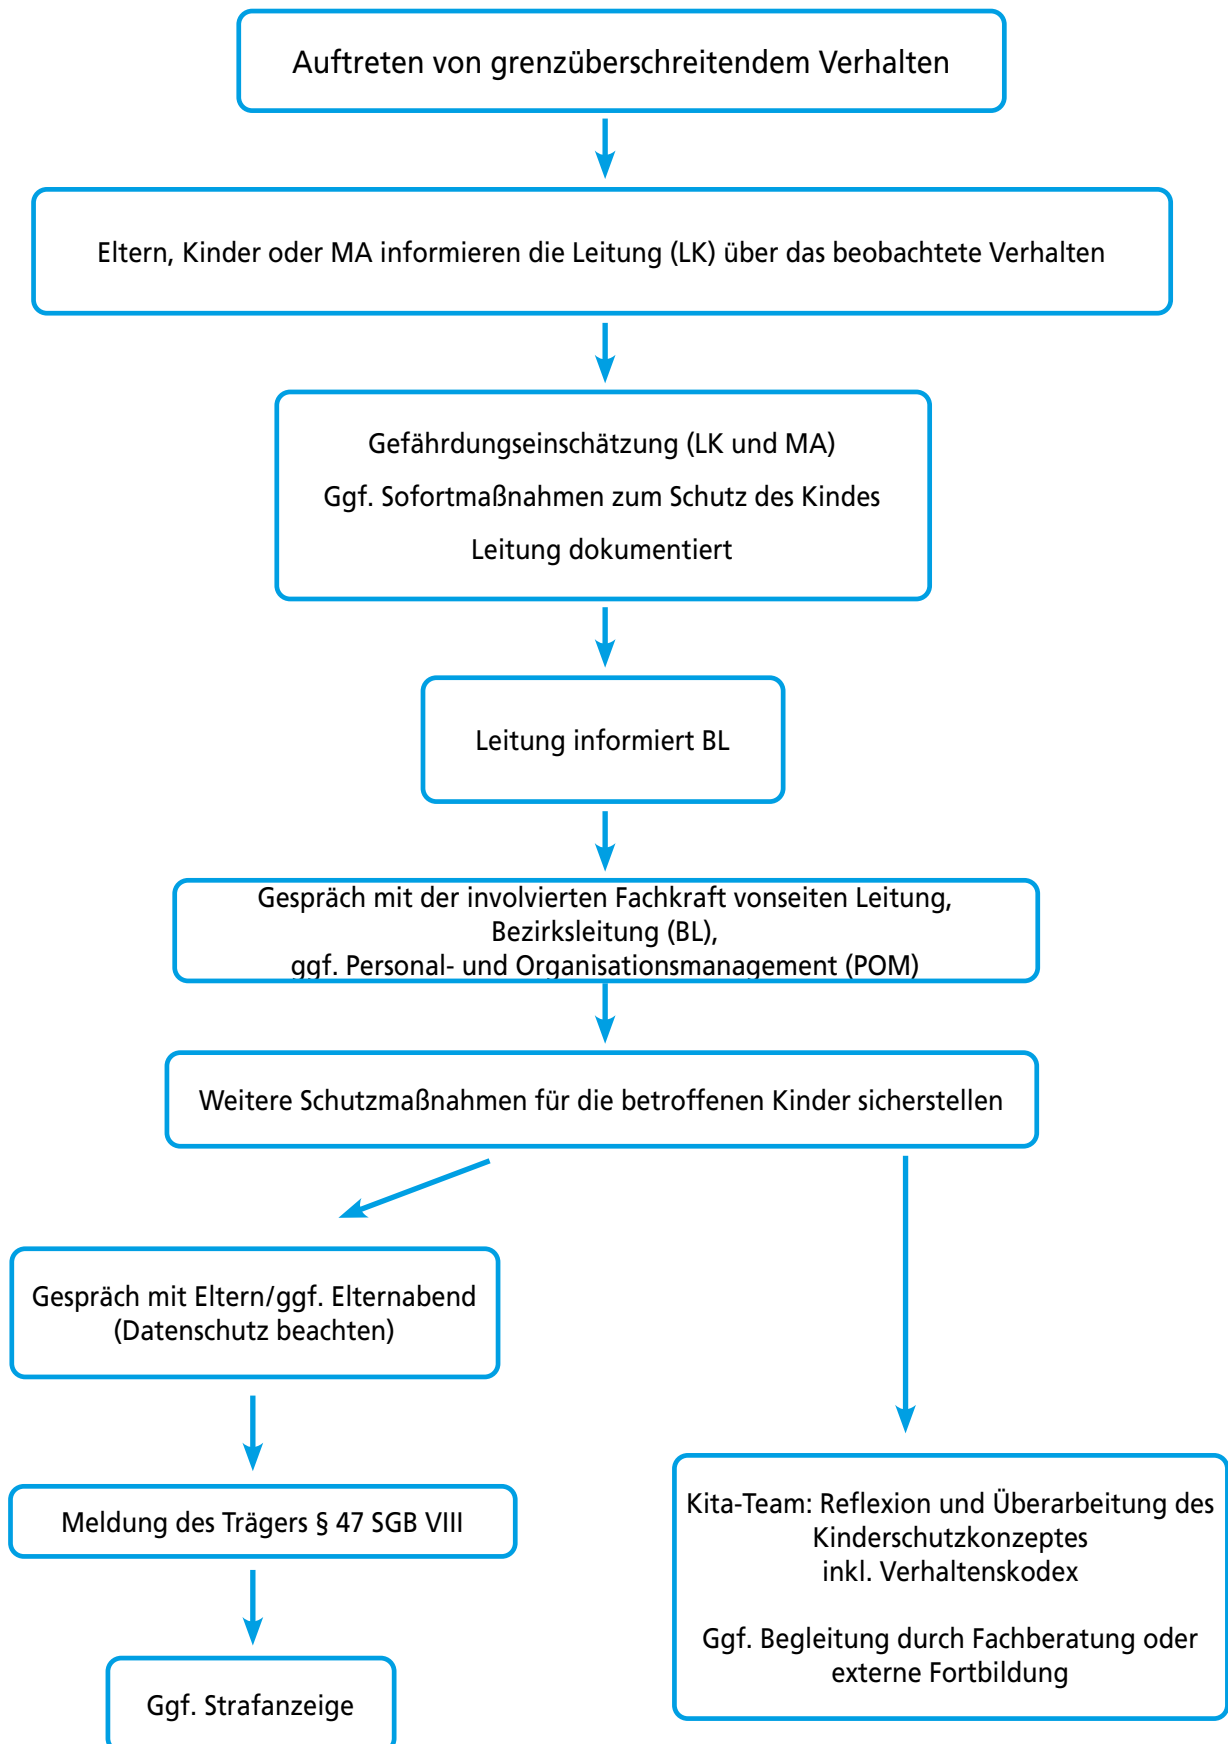 Auftreten von grenzüberschreitendem Verhalten
Eltern, Kinder oder MA informieren die Leitung (LK) über das beobachtete Verhalten
Gefährdungseinschätzung (LK und MA)
Ggf. Sofortmaßnahmen zum Schutz des Kindes
Leitung dokumentiert
Leitung informiert BL
Gespräch mit der involvierten Fachkraft vonseiten Leitung,
Bezirksleitung (BL),
ggf. Personal- und Organisationsmanagement (POM)
Weitere Schutzmaßnahmen für die betroffenen Kinder sicherstellen
Gespräch mit Eltern/ggf. Elternabend
(Datenschutz beachten)
Meldung des Trägers § 47 SGB VIII
Ggf. Strafanzeige
Kita-Team: Reflexion und Überarbeitung des
Kinderschutzkonzeptes
inkl. Verhaltenskodex
Ggf. Begleitung durch Fachberatung oder
externe Fortbildung